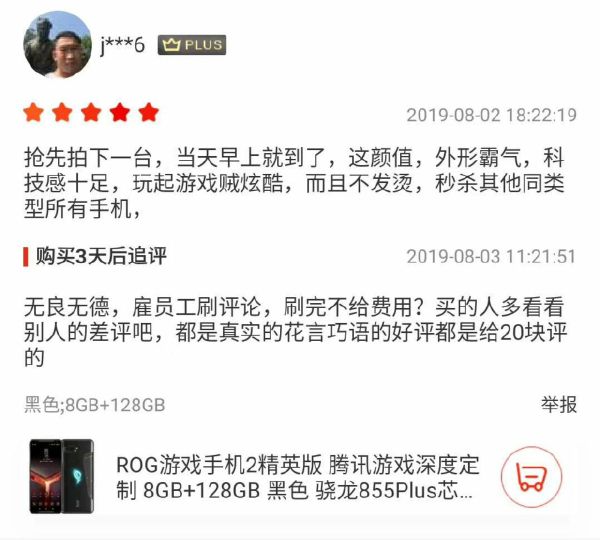 j***6 PLUS
2019-08-02 18:22:19
抢先拍下一台，当天早上就到了，这颜值，外形霸气，科
技感十足，玩起游戏贼炫酷，而且不发烫，秒杀其他同类
型所有手机，
购买3天后追评 2019-08-03 11:21:51
无良无德，雇员工刷评论，刷完不给费用？买的人多看看
别人的差评吧，都是真实的花言巧语的好评都是给20块评
的
黑色;8GB+128GB 举报
ROG游戏手机2精英版 腾讯游戏深度定
制 8GB+128GB 黑色 骁龙855Plus芯...